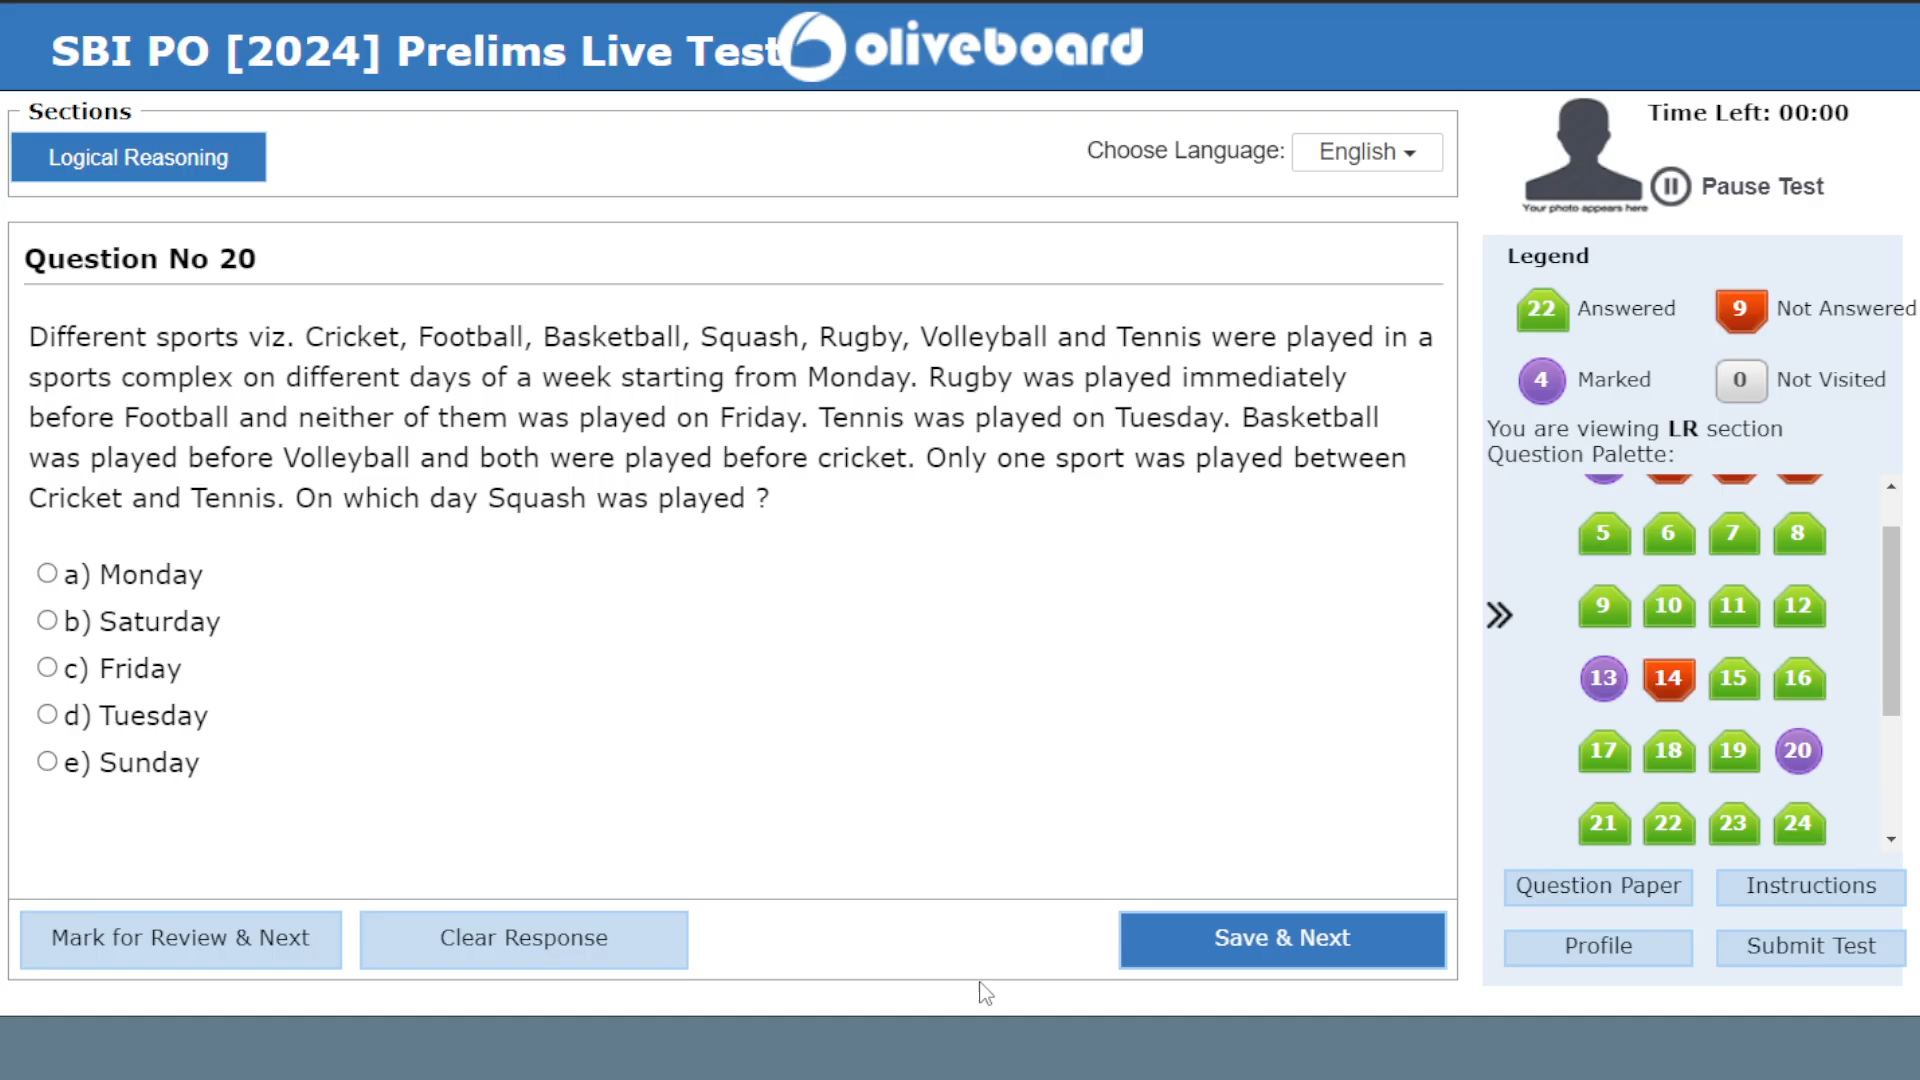 SBI PO [2024] Prelims Live Test
oliveboard
Sections
Logical Reasoning
Choose Language:
English
Time Left: 00:00
Your photo appears here
Pause Test
Question No 20
Different sports viz. Cricket, Football, Basketball, Squash, Rugby, Volleyball and Tennis were played in a
sports complex on different days of a week starting from Monday. Rugby was played immediately
before Football and neither of them was played on Friday. Tennis was played on Tuesday. Basketball
was played before Volleyball and both were played before cricket. Only one sport was played between
Cricket and Tennis. On which day Squash was played ?
a) Monday
b) Saturday
c) Friday
d) Tuesday
e) Sunday
Mark for Review & Next
Clear Response
Save & Next
Legend
22 Answered
9 Not Answered
4 Marked
0 Not Visited
You are viewing LR section
Question Palette:
5 6 7 8
9 10 11 12
13 14 15 16
17 18 19 20
21 22 23 24
Question Paper
Instructions
Profile
Submit Test